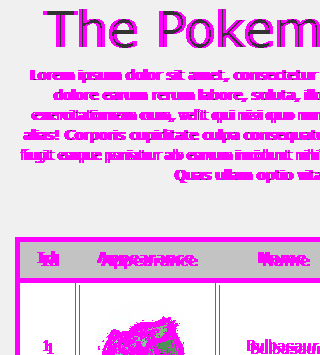 The Pokem
Lorem ipsum dolor sit amet, consectetur
dolore earum rerum labore, soluta, illo
exercitationem cum, velit qui nisi quo
alias! Corporis cupiditate culpa consequatu
fugit eaque pariatur ab earum incidunt nihi
Quas ullam optio vita
Id Appearance Name
1 Bulbasaur